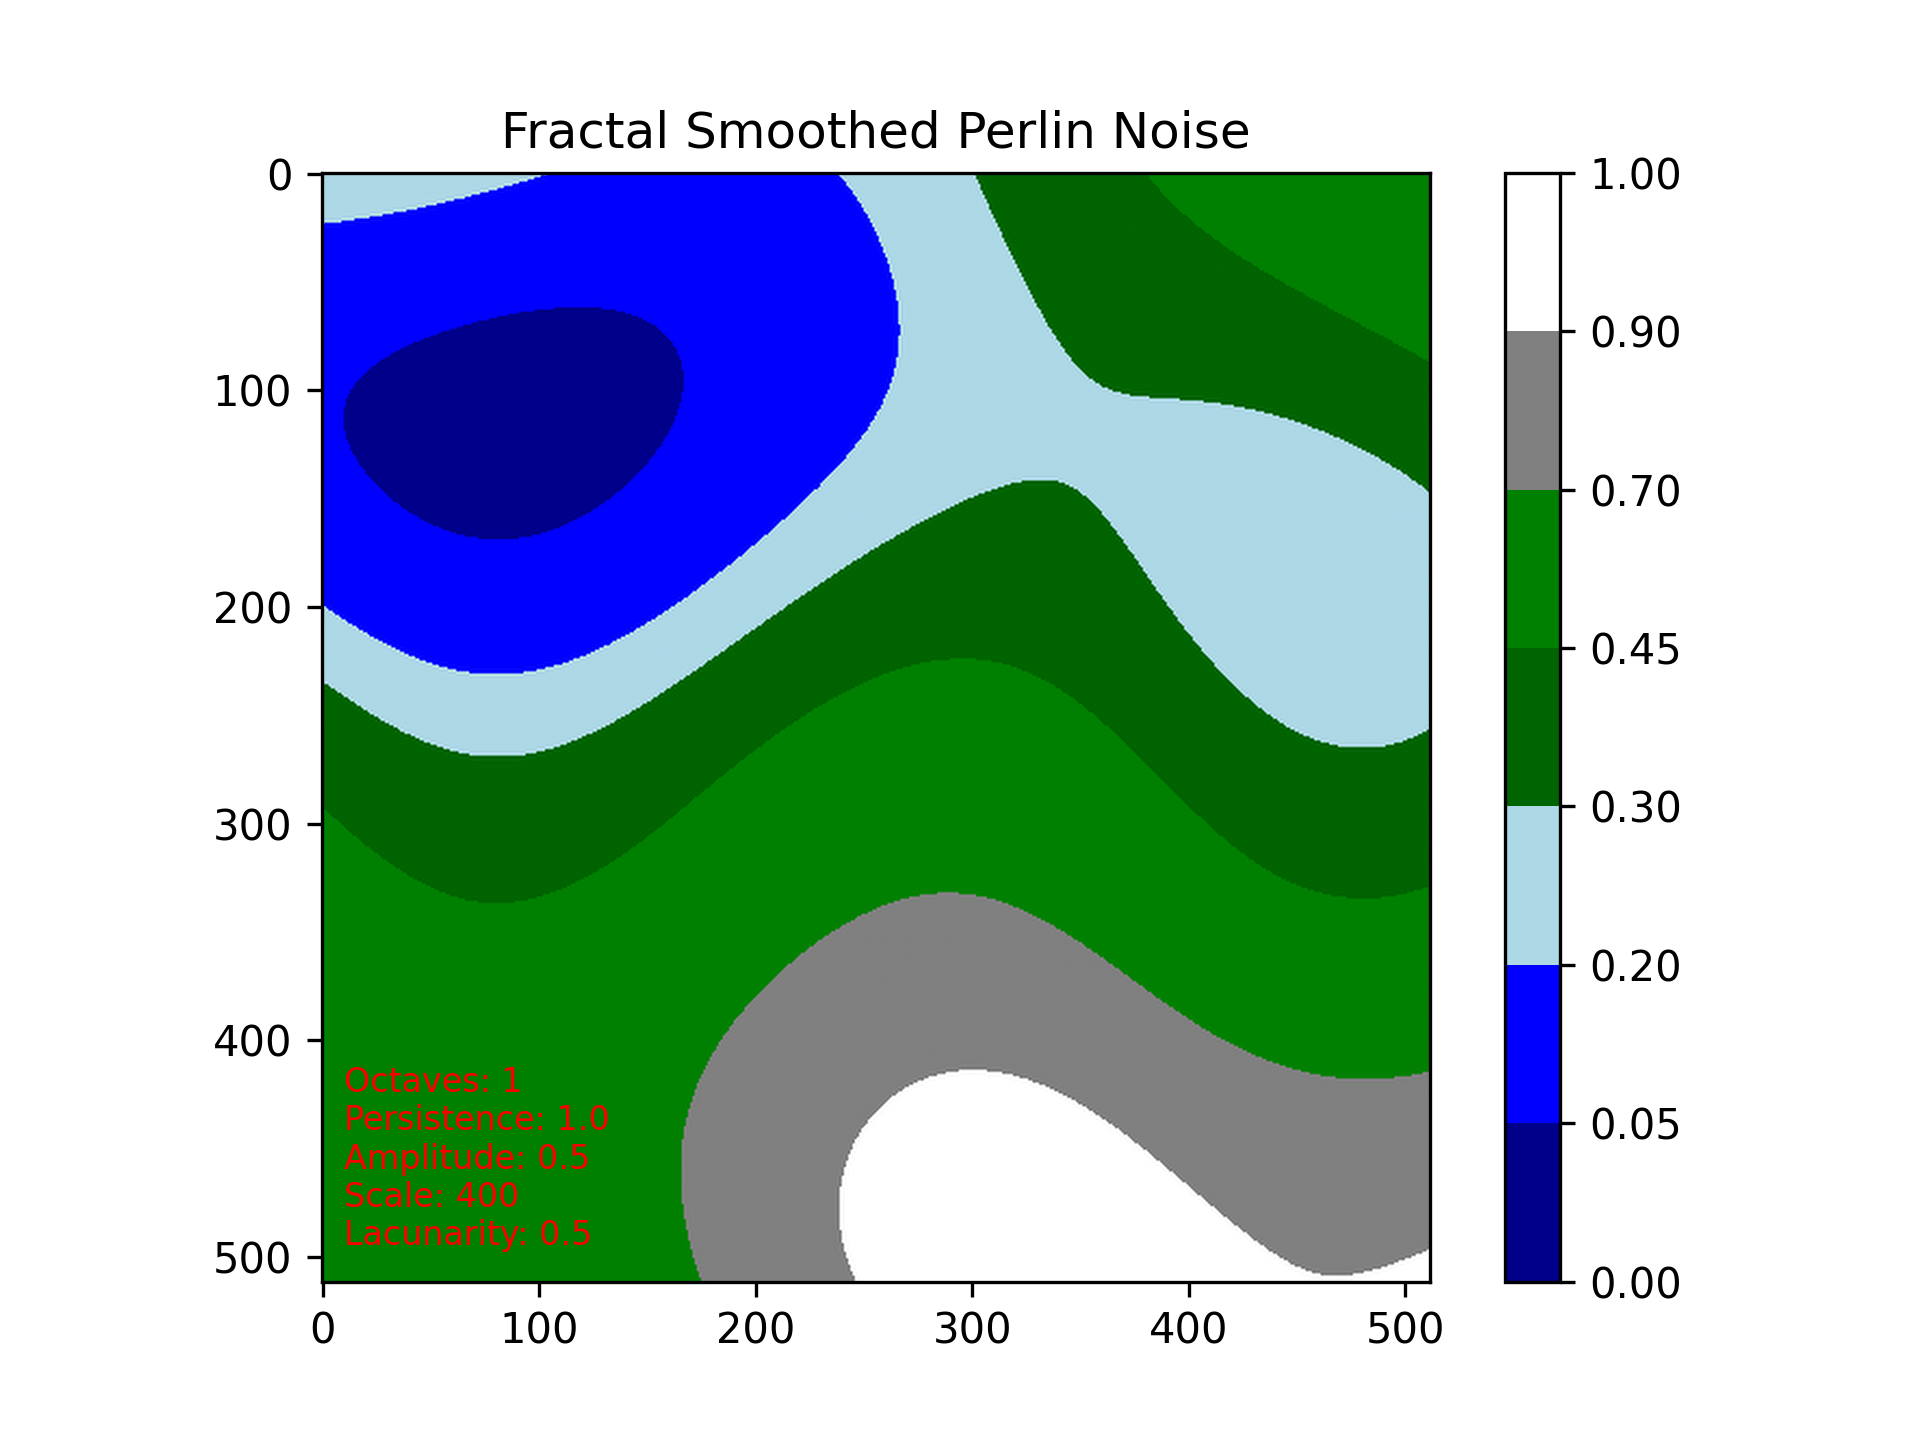 Fractal Smoothed Perlin Noise
0
100
200
300
400
500
Octaves: 1
Persistence: 1.0
Amplitude: 0.5
Scale: 400
Lacunarity: 0.5
0 100 200 300 400 500
1.00
0.90
0.70
0.45
0.30
0.20
0.05
0.00